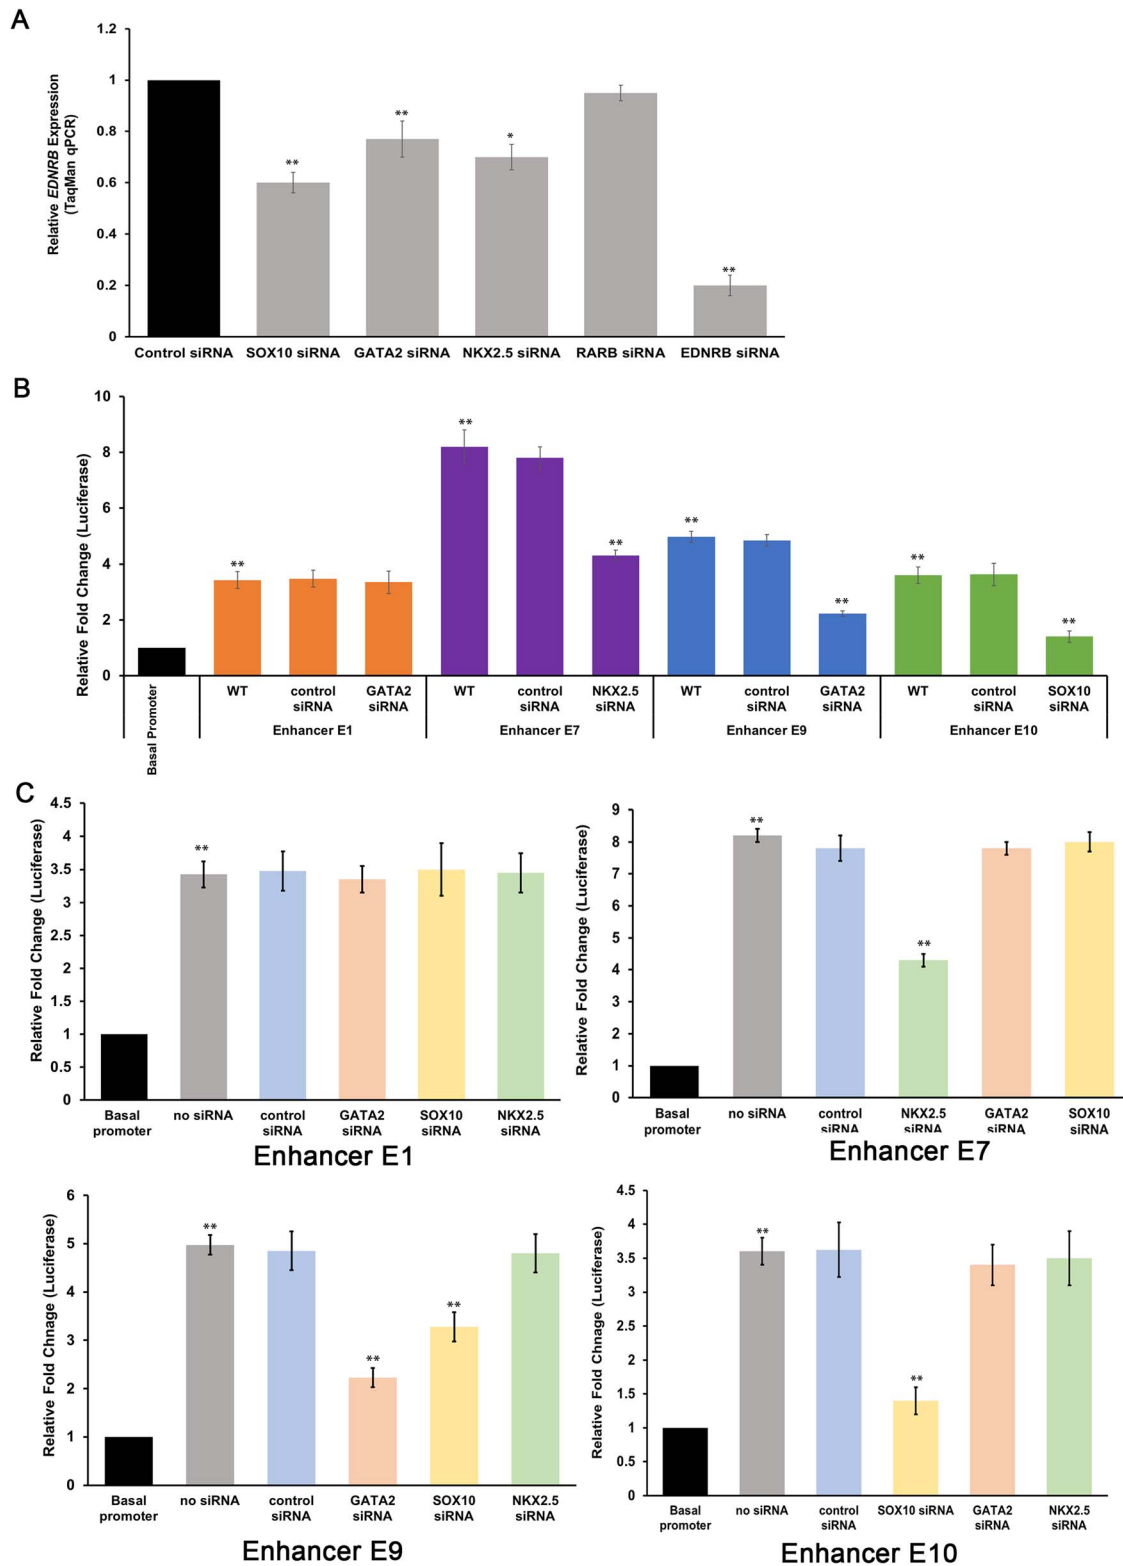 A
Relative EDNRB Expression
(TaqMan qPCR)
1.2
1
0.8
0.6
0.4
0.2
0
**
**
*
**
Control siRNA SOX10 siRNA GATA2 siRNA NKX2.5 siRNA RARB siRNA EDNRB siRNA
B
Relative Fold Change (Luciferase)
10
8
6
4
2
0
**
**
**
**
**
**
**
Basal Promoter
WT control siRNA GATA2 siRNA
Enhancer E1
WT control siRNA NKX2.5 siRNA
Enhancer E7
WT control siRNA GATA2 siRNA
Enhancer E9
WT control siRNA SOX10 siRNA
Enhancer E10
C
Relative Fold Change (Luciferase)
4.5
4
3.5
3
2.5
2
1.5
1
0.5
0
**
Basal promoter no siRNA control siRNA GATA2 siRNA SOX10 siRNA NKX2.5 siRNA
Enhancer E1
Relative Fold Change (Luciferase)
9
8
7
6
5
4
3
2
1
0
**
**
Basal promoter no siRNA control siRNA NKX2.5 siRNA GATA2 siRNA SOX10 siRNA
Enhancer E7
Relative Fold Chnage (Luciferase)
6
5
4
3
2
1
0
**
**
**
Basal promoter no siRNA control siRNA GATA2 siRNA SOX10 siRNA NKX2.5 siRNA
Enhancer E9
Relative Fold Chnage (Luciferase)
4.5
4
3.5
3
2.5
2
1.5
1
0.5
0
**
**
Basal promoter no siRNA control siRNA SOX10 siRNA GATA2 siRNA NKX2.5 siRNA
Enhancer E10